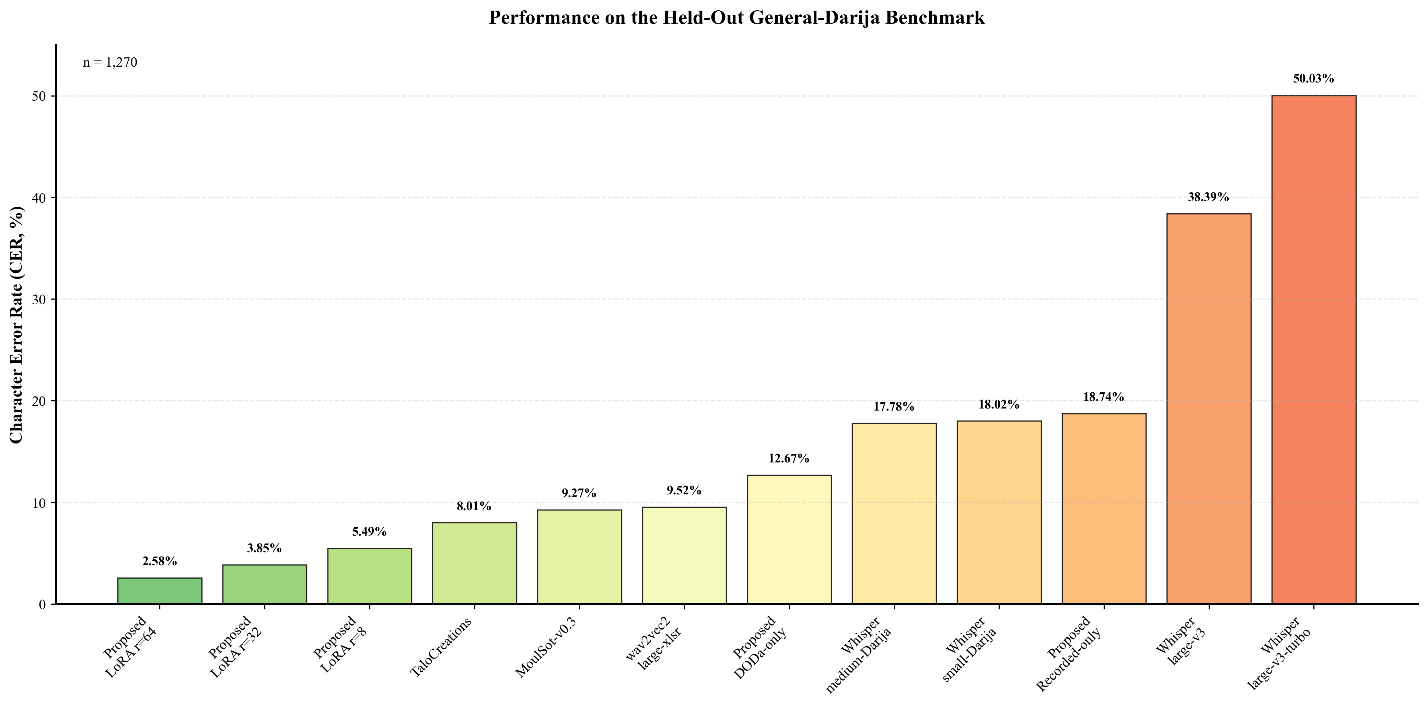 Performance on the Held-Out General-Darija Benchmark
n = 1,270
Character Error Rate (CER, %)
50
40
30
20
10
0
2.58%
3.85%
5.49%
8.01%
9.27%
9.52%
12.67%
17.78%
18.02%
18.74%
38.39%
50.03%
Proposed
LoRA r=64
Proposed
LoRA r=32
Proposed
LoRA r=8
TaloCreations
MoulSot-v0.3
wav2vec2
large-xlsr
Proposed
DODa-only
Whisper
medium-Darija
Whisper
small-Darija
Proposed
Recorded-only
Whisper
large-v3
Whisper
large-v3-turbo